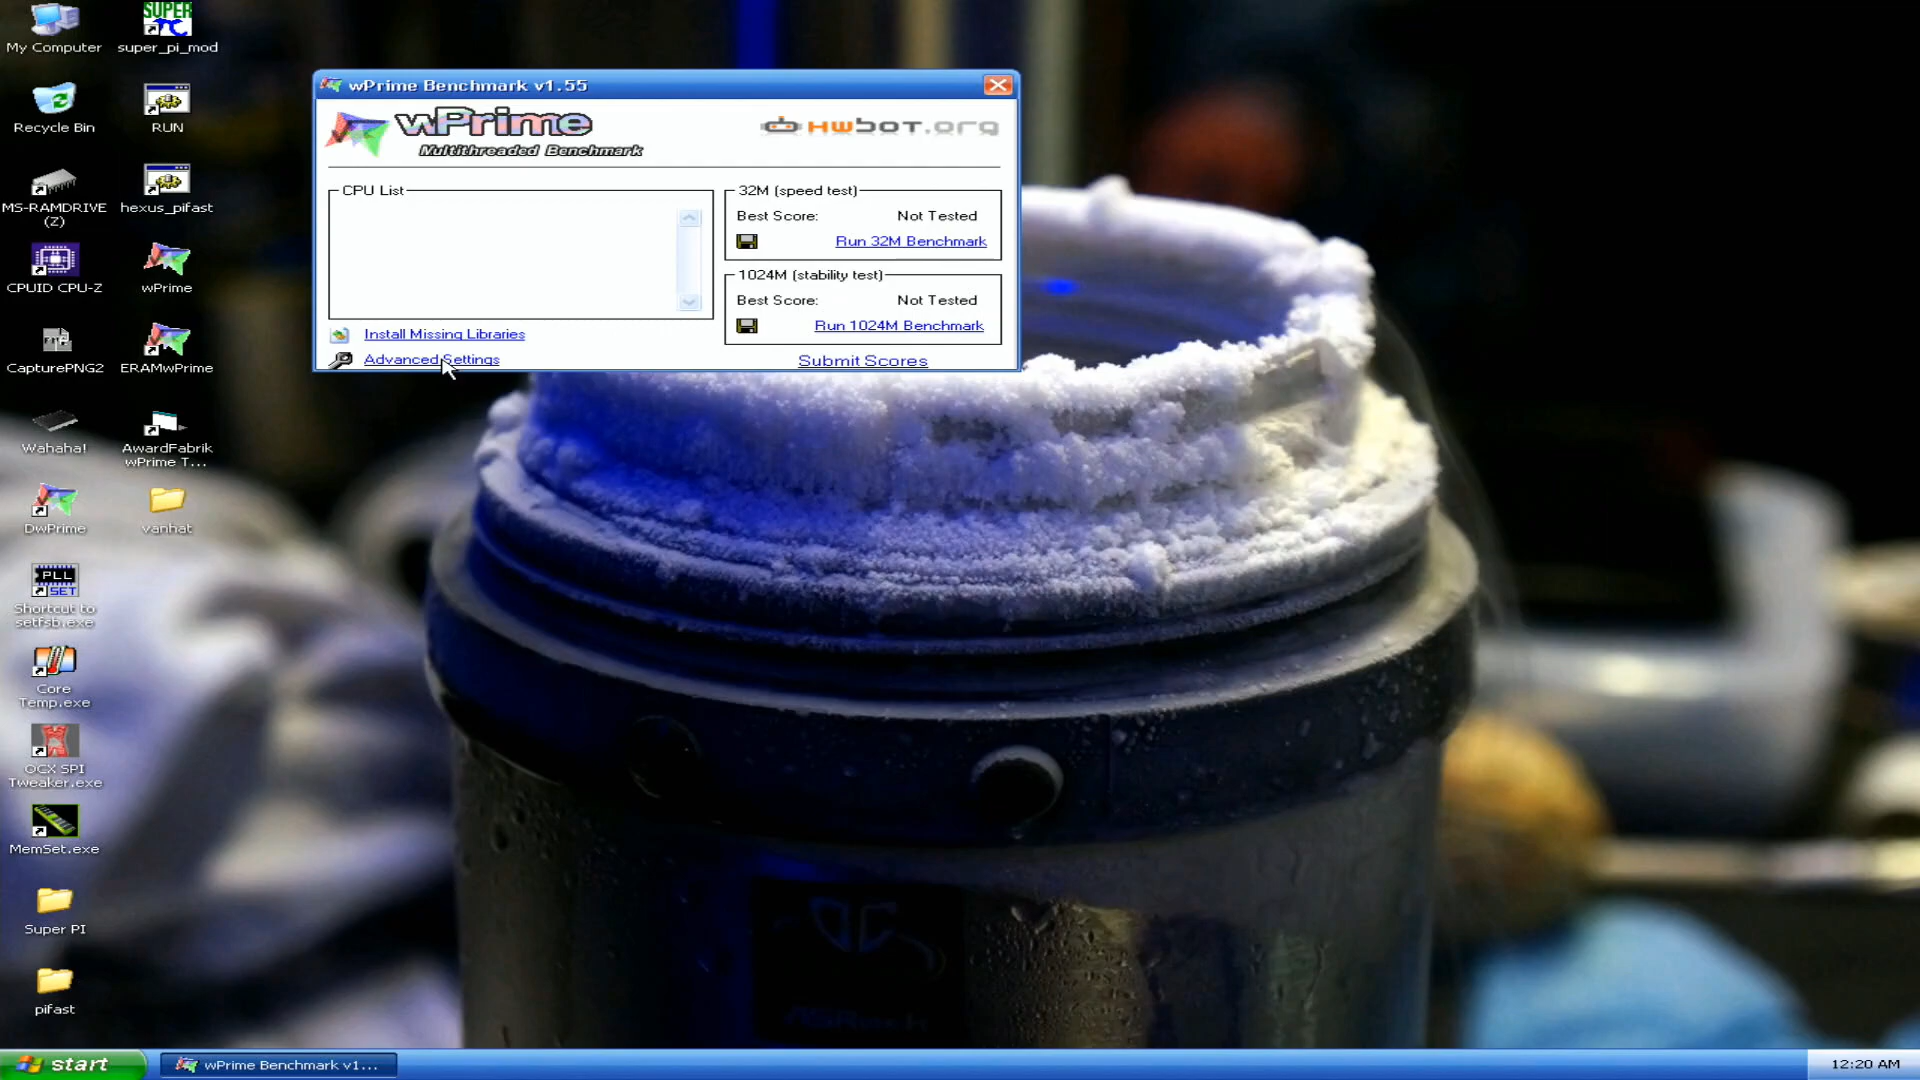 My Computer
SUPER
super_pi_mod
Recycle Bin
RUN
MS-RAMDRIVE
(Z)
hexus_pifast
CPUID CPU-Z
wPrime
CapturePNG2
ERAMwPrime
Wahaha!
AwardFabrik
wPrime T...
DwPrime
vanhat
PLL
SET
Shortcut to
setfsb.exe
Core
Temp.exe
OCX SPI
Tweaker.exe
MemSet.exe
Super PI
pifast
wPrime Benchmark v1.55
wPrime
Multithreaded Benchmark
HWBOT.org
CPU List
32M (speed test)
Best Score: Not Tested
Run 32M Benchmark
1024M (stability test)
Best Score: Not Tested
Run 1024M Benchmark
Install Missing Libraries
Advanced Settings
Submit Scores
start
wPrime Benchmark v1...
12:20 AM